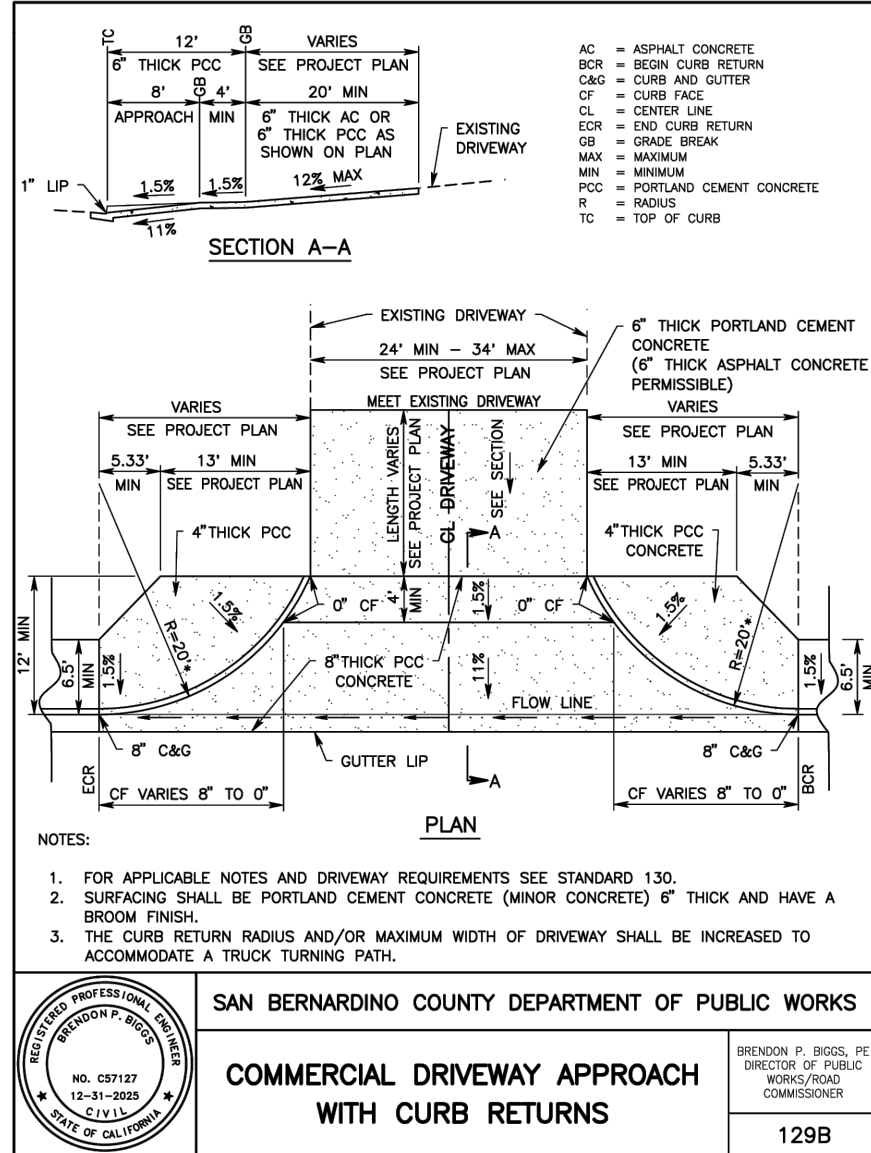 TC
12'
GB
VARIES
6" THICK PCC
SEE PROJECT PLAN
8'
GB
4'
20' MIN
APPROACH
MIN
6" THICK AC OR
6" THICK PCC AS
SHOWN ON PLAN
EXISTING
DRIVEWAY
1" LIP
1.5%
1.5%
12% MAX
11%
SECTION A–A
AC = ASPHALT CONCRETE
BCR = BEGIN CURB RETURN
C&G = CURB AND GUTTER
CF = CURB FACE
CL = CENTER LINE
ECR = END CURB RETURN
GB = GRADE BREAK
MAX = MAXIMUM
MIN = MINIMUM
PCC = PORTLAND CEMENT CONCRETE
R = RADIUS
TC = TOP OF CURB
EXISTING DRIVEWAY
24' MIN – 34' MAX
SEE PROJECT PLAN
MEET EXISTING DRIVEWAY
6" THICK PORTLAND CEMENT
CONCRETE
(6" THICK ASPHALT CONCRETE
PERMISSIBLE)
VARIES
SEE PROJECT PLAN
5.33'
MIN
13' MIN
SEE PROJECT PLAN
VARIES
SEE PROJECT PLAN
13' MIN
SEE PROJECT PLAN
5.33'
MIN
LENGTH VARIES
SEE PROJECT PLAN
CL DRIVEWAY
SEE SECTION
A
4" THICK PCC
4" THICK PCC
CONCRETE
12' MIN
6.5'
MIN
1.5%
1.5%
R=20'*
0" CF
4'
MIN
1.5%
0" CF
1.5%
R=20'*
1.5%
6.5'
MIN
8" THICK PCC
CONCRETE
11%
FLOW LINE
8" C&G
GUTTER LIP
A
8" C&G
ECR
CF VARIES 8" TO 0"
CF VARIES 8" TO 0"
BCR
PLAN
NOTES:
1. FOR APPLICABLE NOTES AND DRIVEWAY REQUIREMENTS SEE STANDARD 130.
2. SURFACING SHALL BE PORTLAND CEMENT CONCRETE (MINOR CONCRETE) 6" THICK AND HAVE A
BROOM FINISH.
3. THE CURB RETURN RADIUS AND/OR MAXIMUM WIDTH OF DRIVEWAY SHALL BE INCREASED TO
ACCOMMODATE A TRUCK TURNING PATH.
REGISTERED PROFESSIONAL ENGINEER
BRENDON P. BIGGS
NO. C57127
12-31-2025
CIVIL
STATE OF CALIFORNIA
SAN BERNARDINO COUNTY DEPARTMENT OF PUBLIC WORKS
COMMERCIAL DRIVEWAY APPROACH
WITH CURB RETURNS
BRENDON P. BIGGS, PE
DIRECTOR OF PUBLIC
WORKS/ROAD
COMMISSIONER
129B